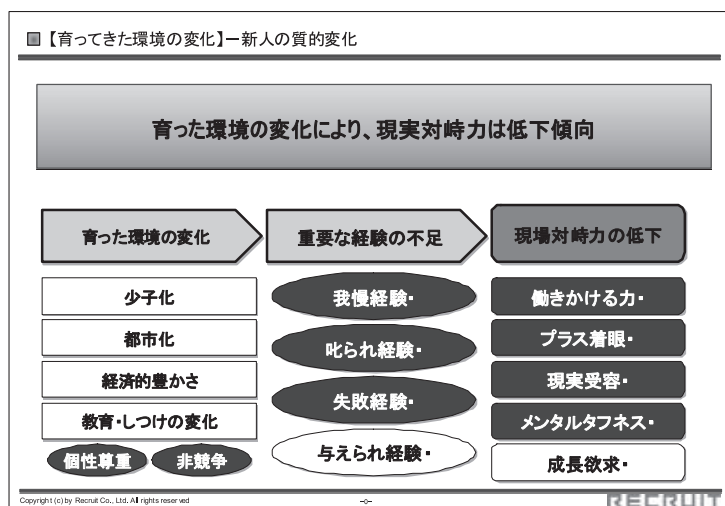 【育ってきた環境の変化】ー新人の質的変化
育った環境の変化により、現実対峙力は低下傾向
育った環境の変化
少子化
都市化
経済的豊かさ
教育・しつけの変化
個性尊重 非競争
重要な経験の不足
我慢経験・
叱られ経験・
失敗経験・
与えられ経験・
現場対峙力の低下
働きかける力・
プラス着眼・
現実受容・
メンタルタフネス・
成長欲求・
Copyright (c) by Recruit Co., Ltd. All rights reserved
-0-
RECRUIT